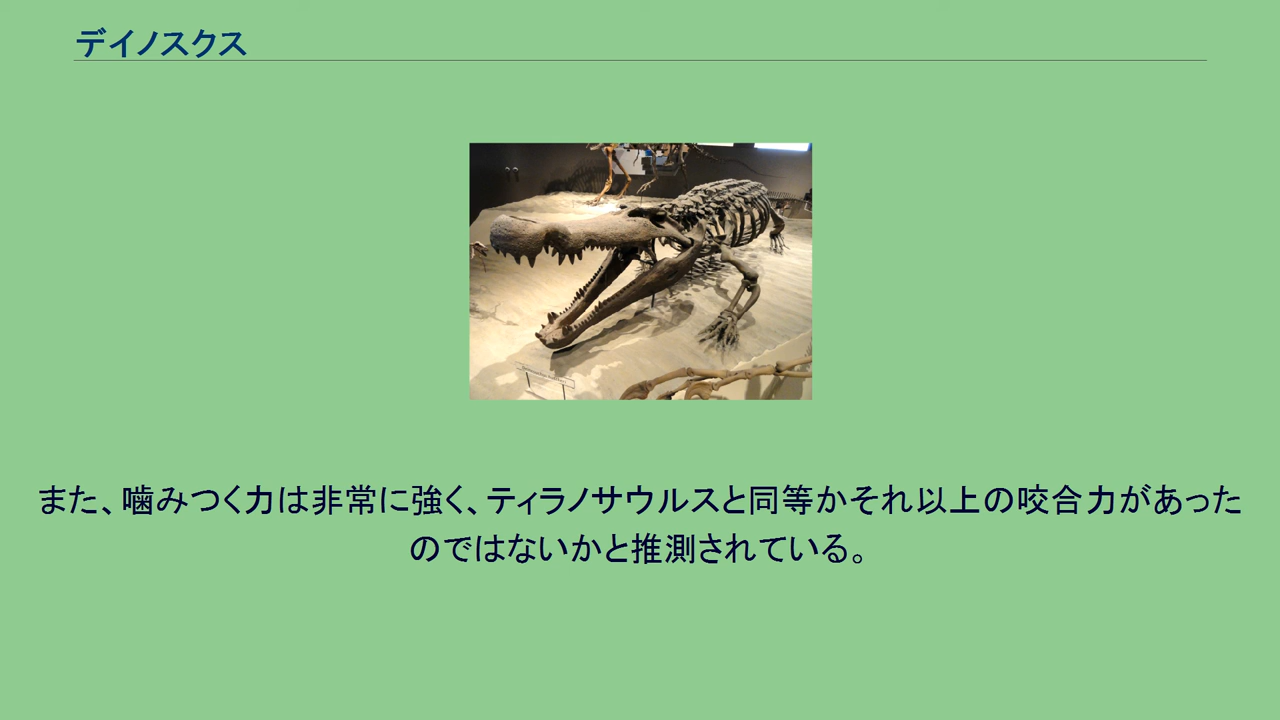 デイノスクス
また、噛みつく力は非常に強く、ティラノサウルスと同等かそれ以上の咬合力があった
のではないかと推測されている。